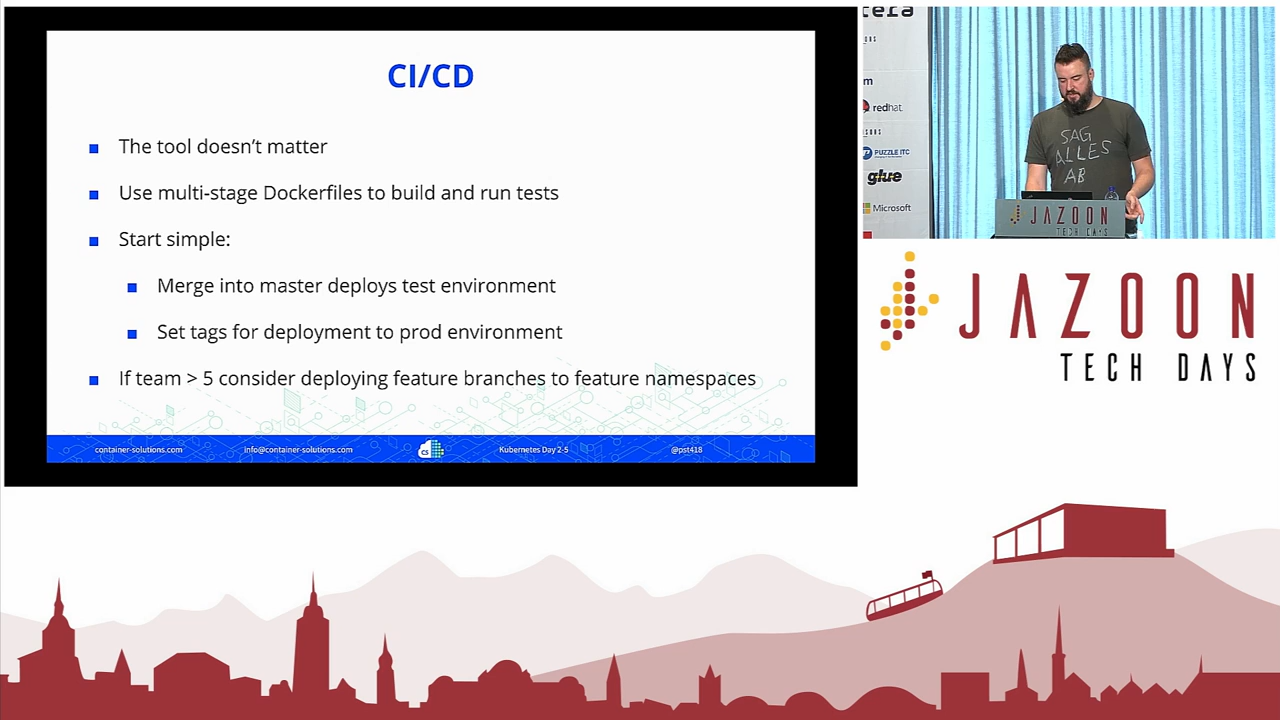 CI/CD
The tool doesn't matter
Use multi-stage Dockerfiles to build and run tests
Start simple:
Merge into master deploys test environment
Set tags for deployment to prod environment
If team > 5 consider deploying feature branches to feature namespaces
container-solutions.com
info@container-solutions.com
cs
Kubernetes Day 2-5
@pst418
redhat.
PUZZLE ITC
glue
Microsoft
SAG
ALLES
AB
JAZOON
TECH DAYS
JAZOON
TECH DAYS